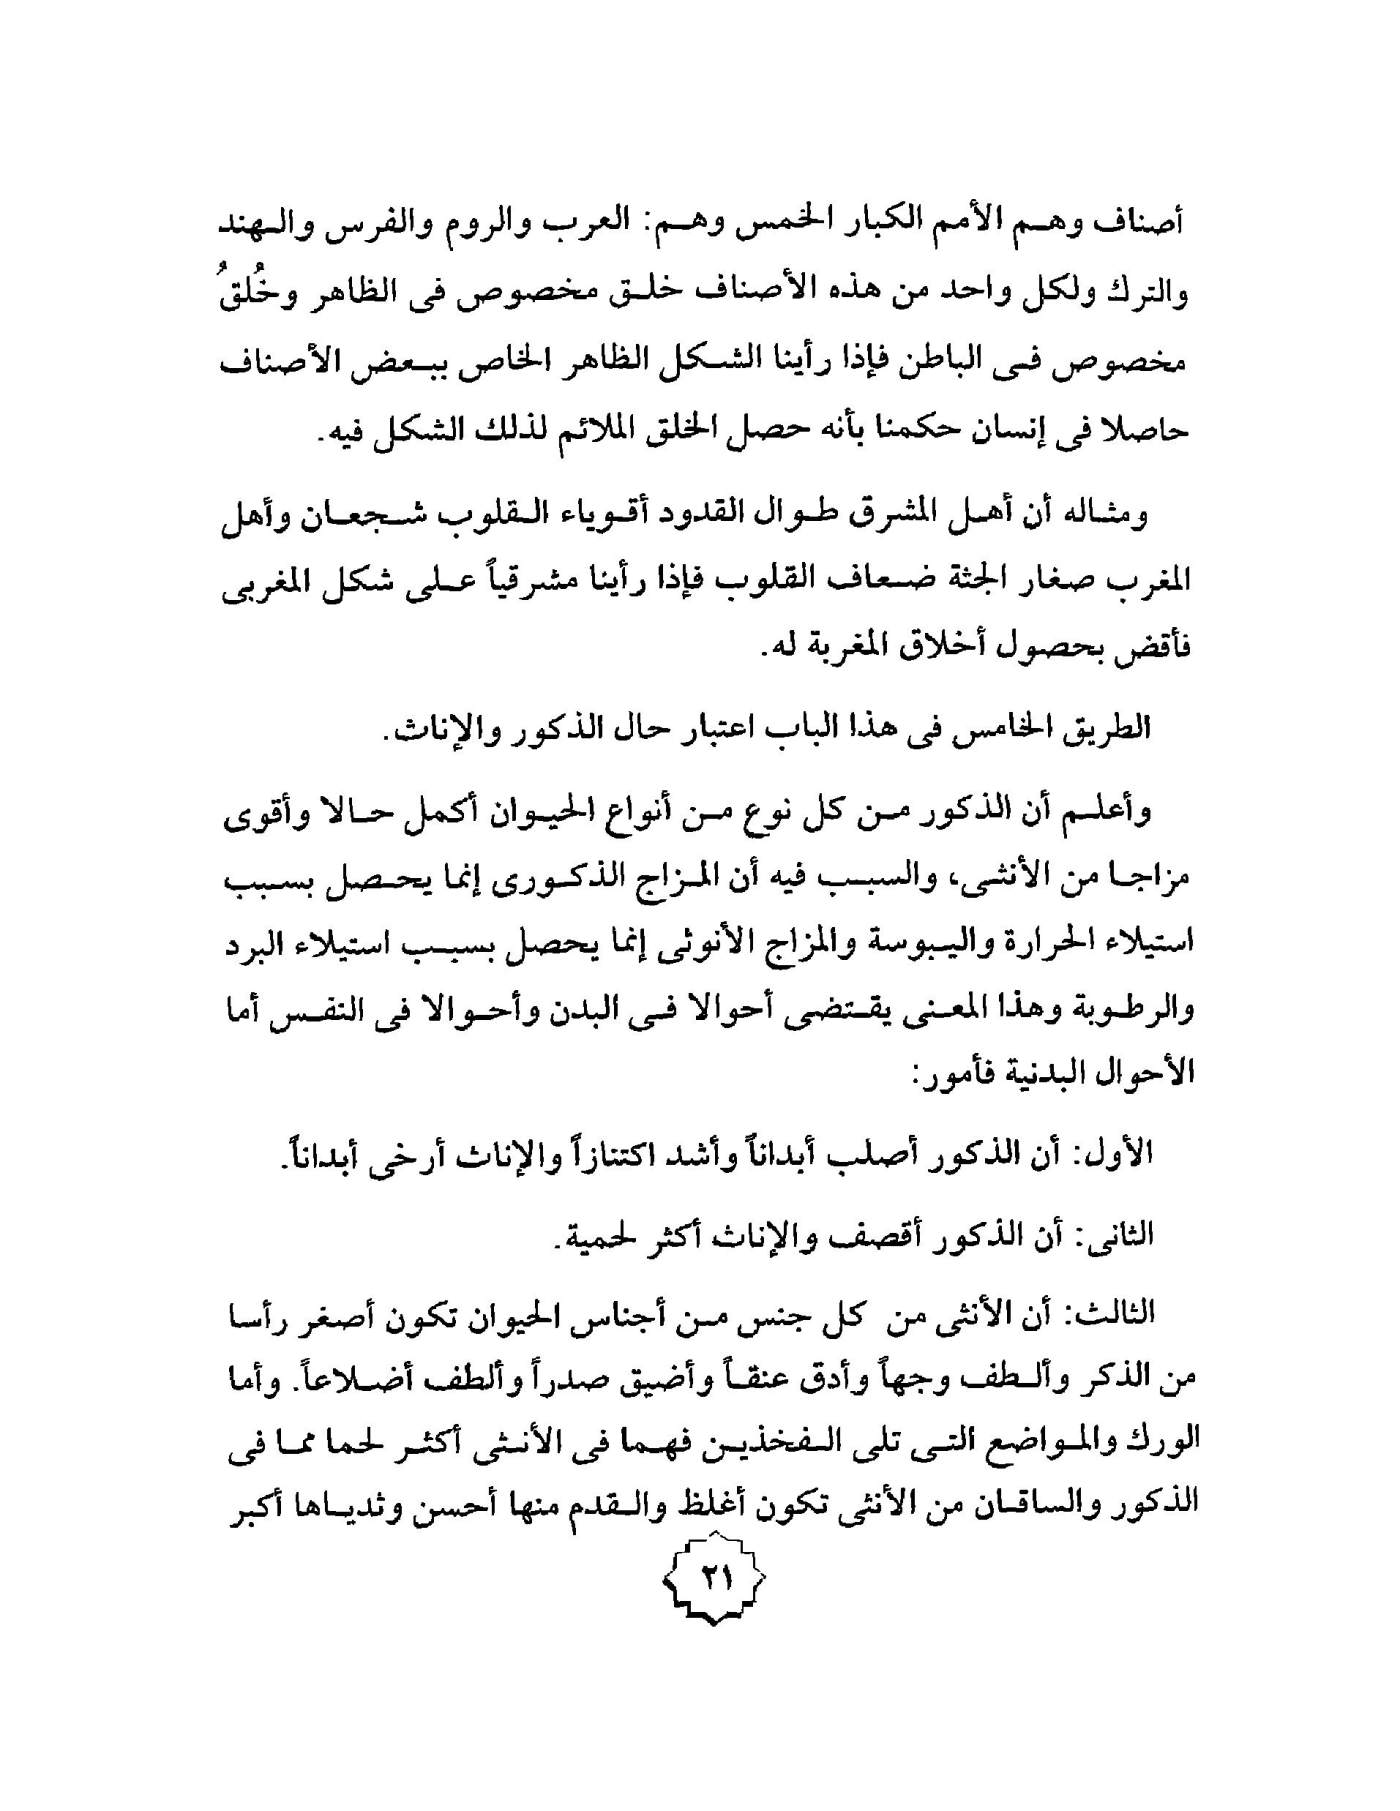 أصناف وهم الأمم الكبار الخمس وهم: العرب والروم والفرس والهند
والترك ولكل واحد من هذه الأصناف خلق مخصوص فى الظاهر وخُلقُ
مخصوص فى الباطن فإذا رأينا الشكل الظاهر الخاص ببعض الأصناف
حاصلا فى إنسان حكمنا بأنه حصل الخلق الملائم لذلك الشكل فيه.
ومثاله أن أهل المشرق طوال القدود أقوياء القلوب شجعان وأهل
المغرب صغار الجثة ضعاف القلوب فإذا رأينا مشرقياً على شكل المغربى
فأقض بحصول أخلاق المغربة له.
الطريق الخامس فى هذا الباب اعتبار حال الذكور والإناث.
وأعلم أن الذكور من كل نوع من أنواع الحيوان أكمل حالا وأقوى
مزاجا من الأنثى، والسبب فيه أن المزاج الذكورى إنما يحصل بسبب
استيلاء الحرارة واليبوسة والمزاج الأنوثى إنما يحصل بسبب استيلاء البرد
والرطوبة وهذا المعنى يقتضى أحوالا فى البدن وأحوالا فى النفس أما
الأحوال البدنية فأمور:
الأول: أن الذكور أصلب أبداناً وأشد اكتنازاً والإناث أرخى أبداناً.
الثانى: أن الذكور أقصف والإناث أكثر لحمية.
الثالث: أن الأنثى من كل جنس من أجناس الحيوان تكون أصغر رأسا
من الذكر وألطف وجهاً وأدق عنقاً وأضيق صدراً وألطف أضلاعاً. وأما
الورك والمواضع التى تلى الفخذين فهما فى الأنثى أكثر لحما مما فى
الذكور والساقان من الأنثى تكون أغلظ والقدم منها أحسن وثدياها أكبر
٢١